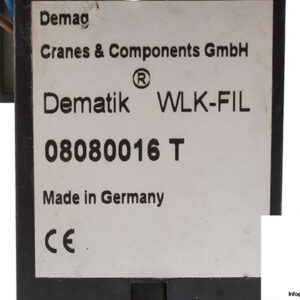 Demag
Cranes & Components GmbH
Dematik ® WLK-FIL
08080016 T
Made in Germany
CE